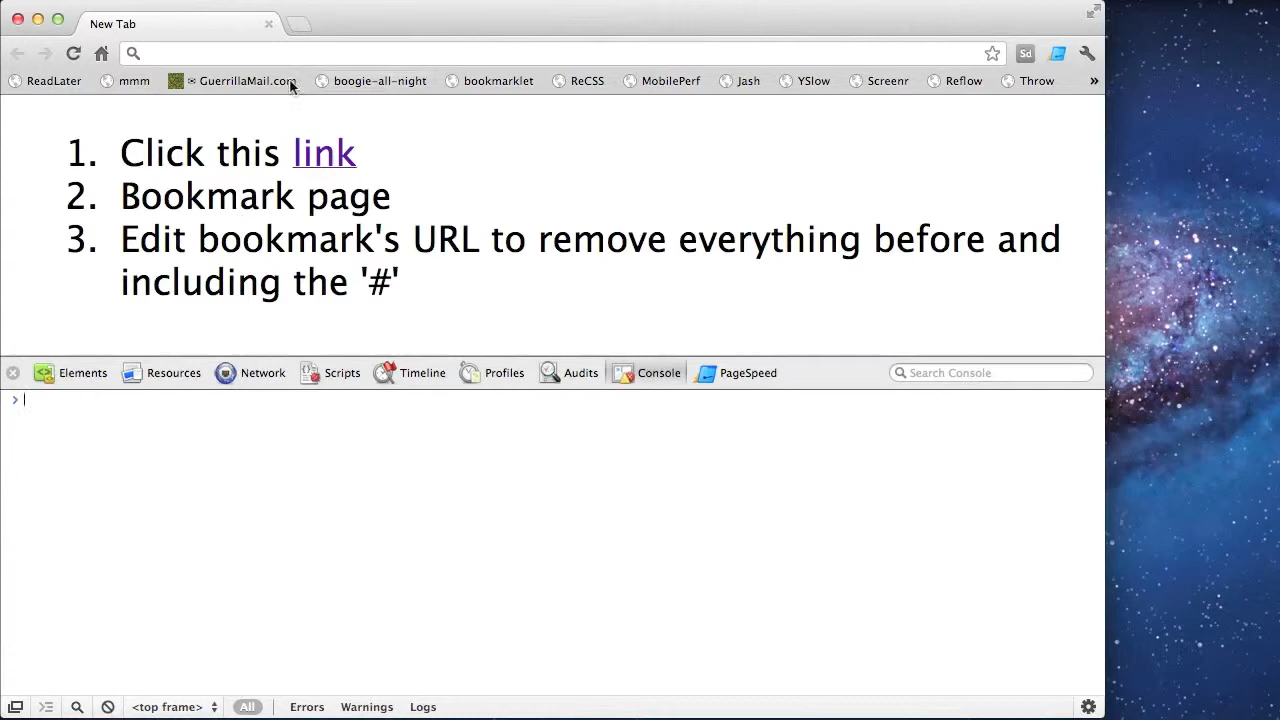 New Tab
Sd
ReadLater mmm GuerrillaMail.com boogie-all-night bookmarklet ReCSS MobilePerf Jash YSlow Screenr Reflow Throw »
1. Click this link
2. Bookmark page
3. Edit bookmark's URL to remove everything before and
including the '#'
Elements Resources Network Scripts Timeline Profiles Audits Console PageSpeed Search Console
>
<top frame> All Errors Warnings Logs